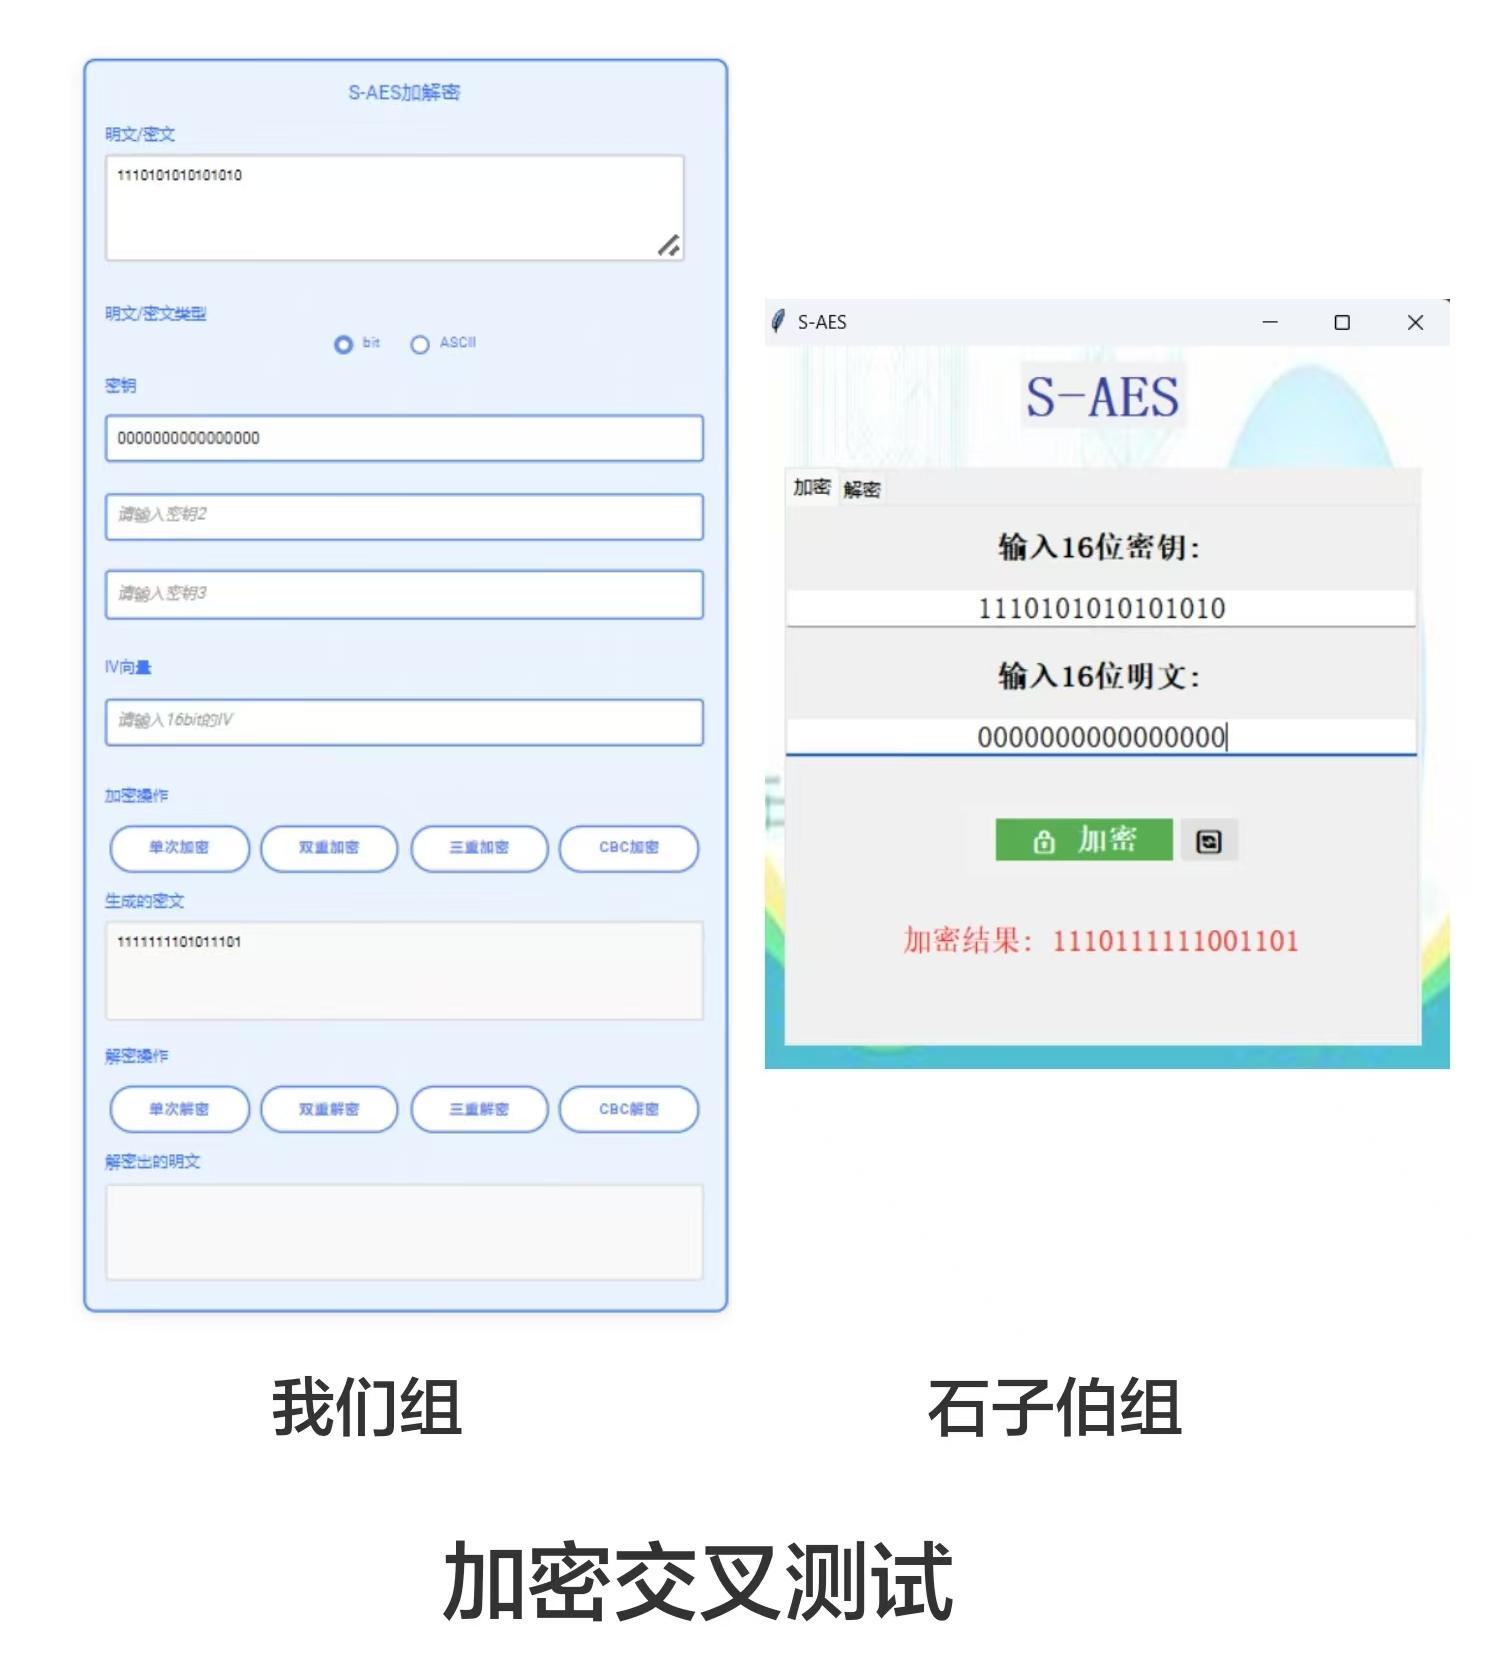 S-AES加解密
明文/密文
1110101010101010
明文/密文类型
bit ASCII
密钥
0000000000000000
请输入密钥2
请输入密钥3
IV向量
请输入16bit的IV
加密操作
单次加密 双重加密 三重加密 CBC加密
生成的密文
1111111101011101
解密操作
单次解密 双重解密 三重解密 CBC解密
解密出的明文
S-AES
S-AES
加密 解密
输入16位密钥:
1110101010101010
输入16位明文:
0000000000000000
加密
加密结果: 1110111111001101
我们组 石子伯组
加密交叉测试